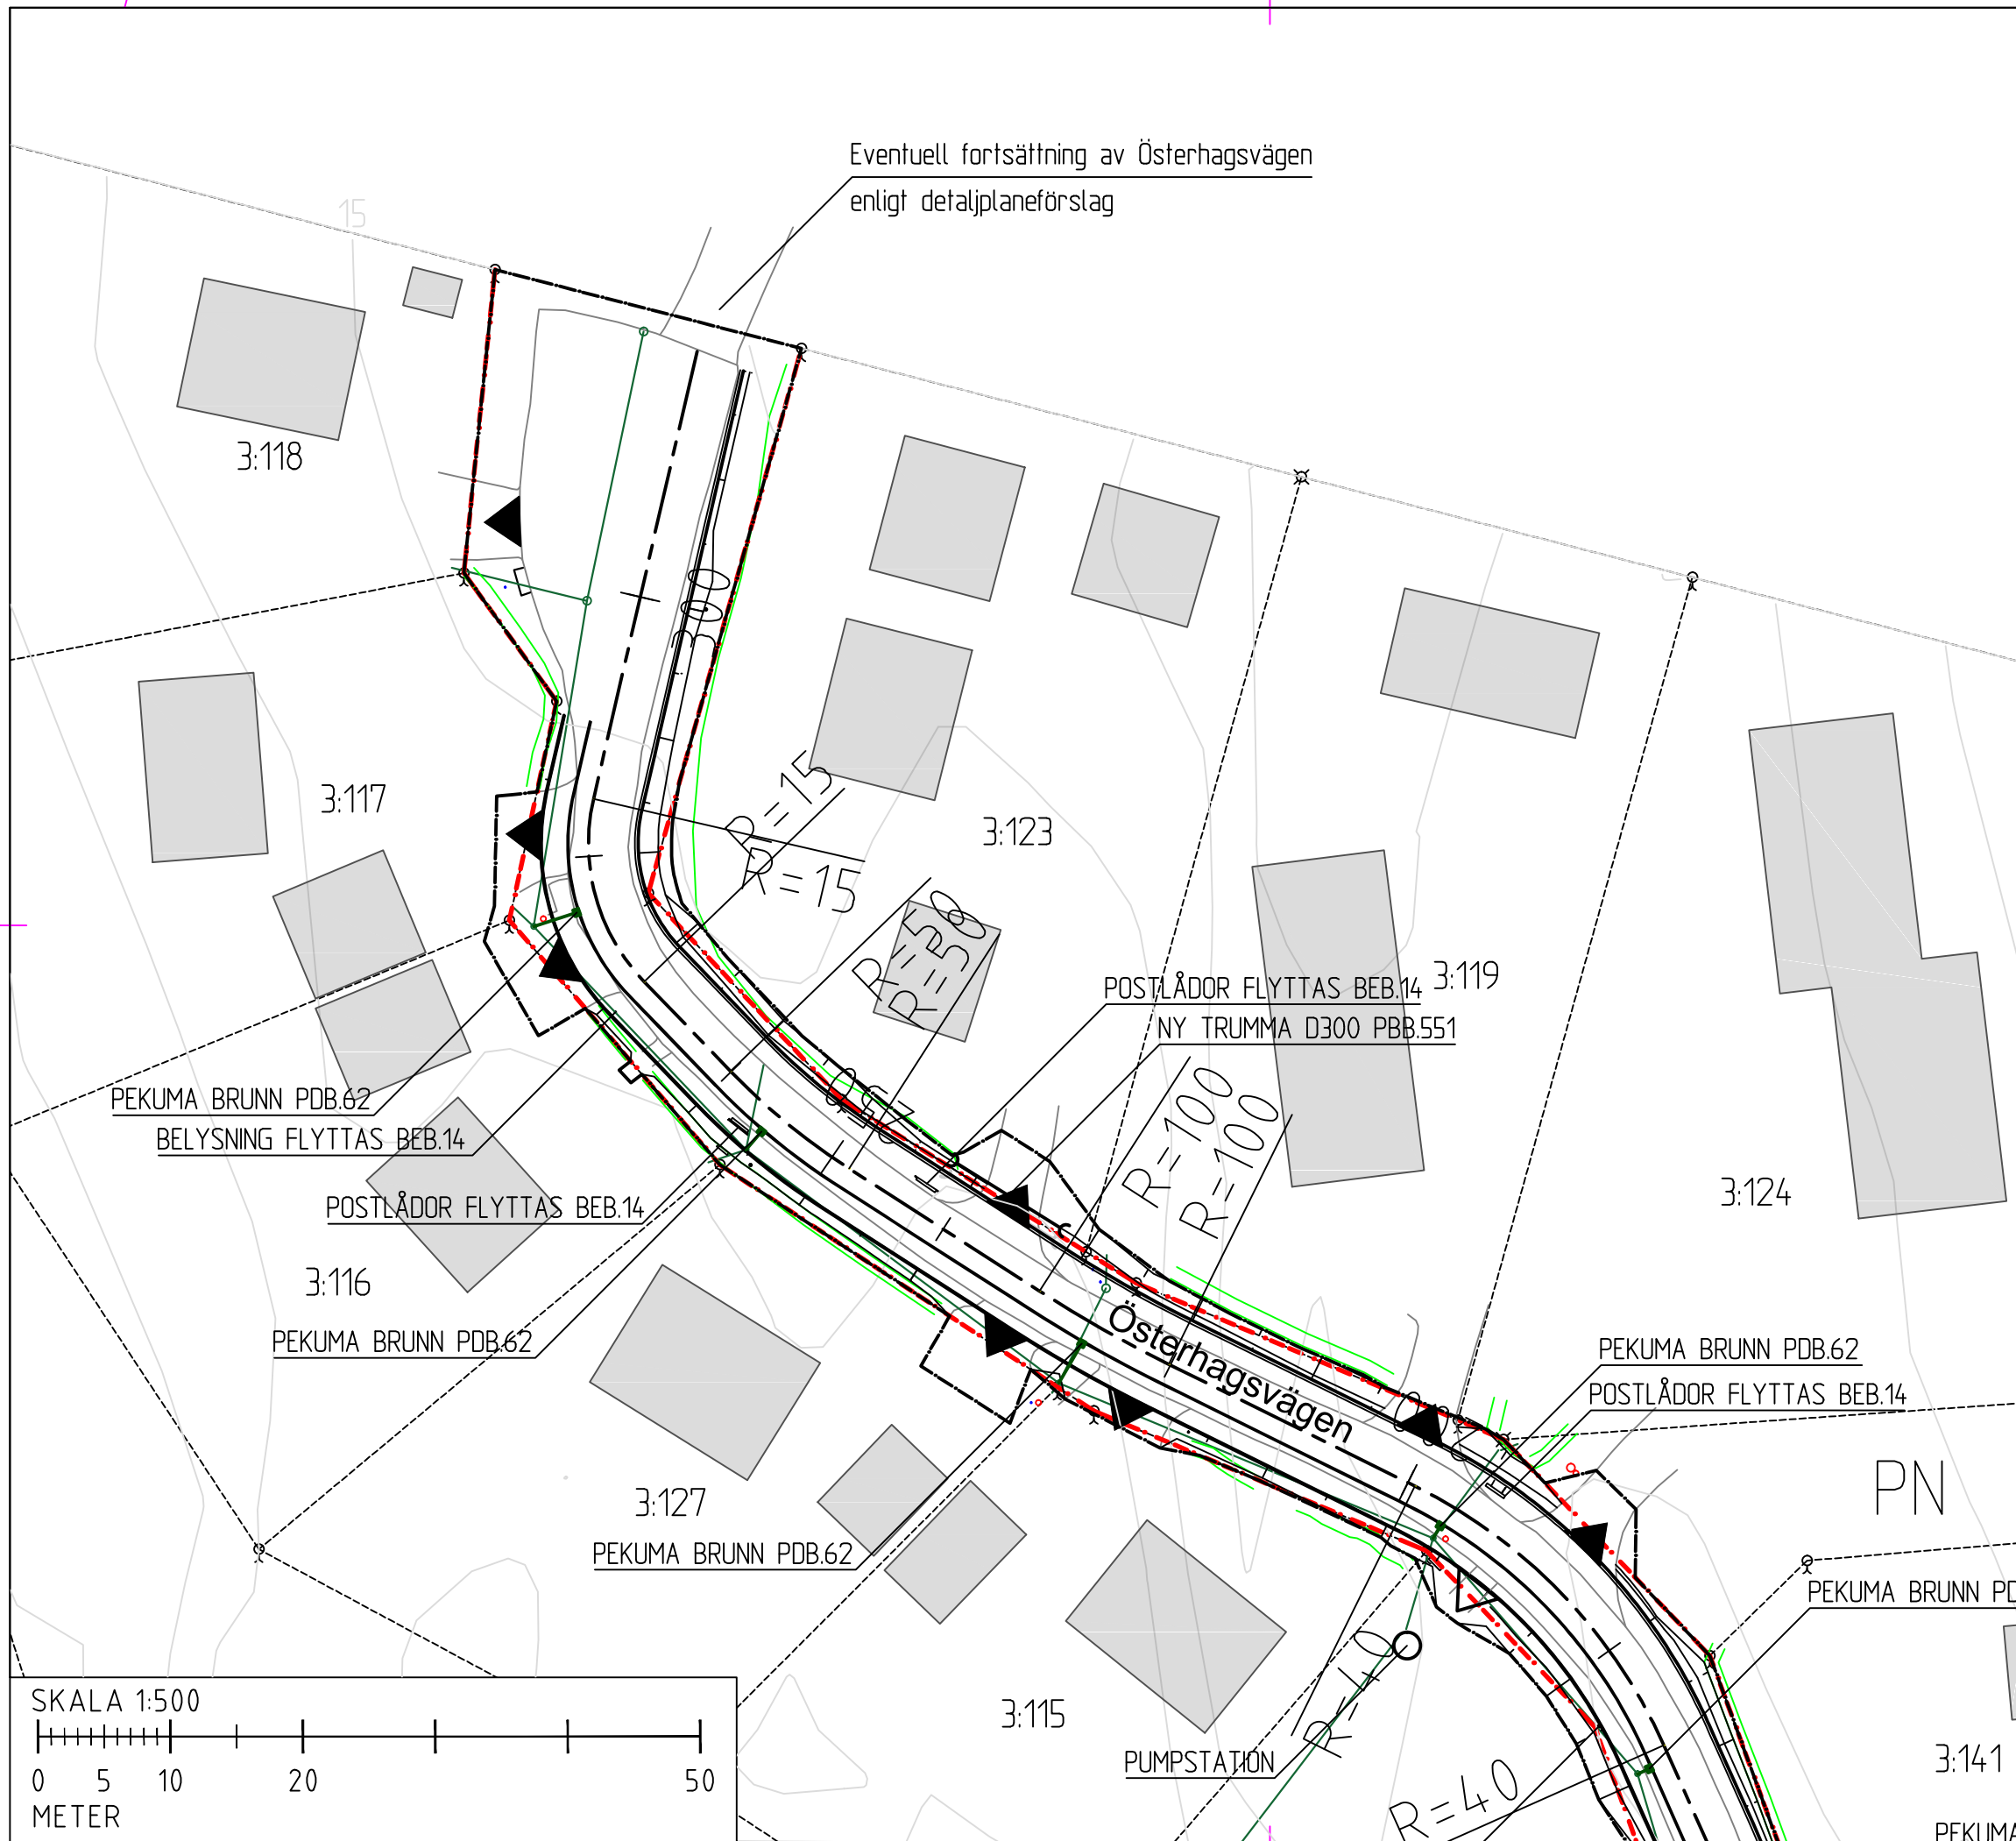 Eventuell fortsättning av Österhagsvägen
enligt detaljplaneförslag
15
3:118
3:117
3:123
R=15
R=15
R=50
R=50
3:119
POSTLÅDOR FLYTTAS BEB.14
NY TRUMMA D300 PBB.551
PEKUMA BRUNN PDB.62
BELYSNING FLYTTAS BEB.14
R=100
R=100
3:124
POSTLÅDOR FLYTTAS BEB.14
3:116
PEKUMA BRUNN PDB.62
Österhagsvägen
PEKUMA BRUNN PDB.62
POSTLÅDOR FLYTTAS BEB.14
PN
3:127
PEKUMA BRUNN PDB.62
PEKUMA BRUNN PD
R=40
3:115
PUMPSTATION
R=40
3:141
PEKUMA
SKALA 1:500
0 5 10 20 50
METER